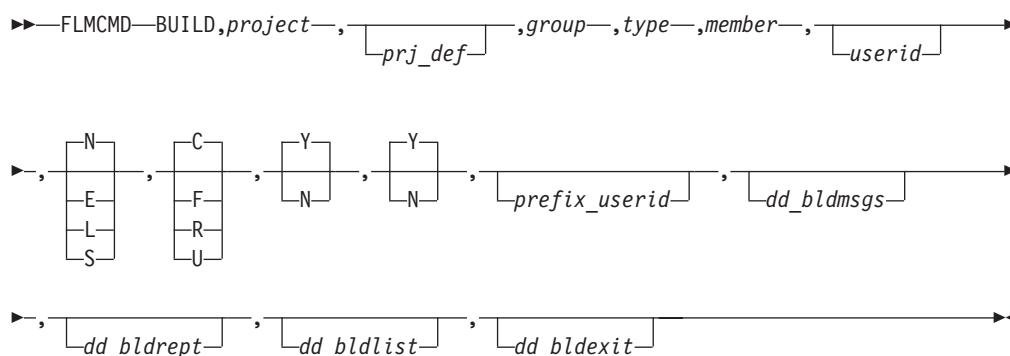 FLMCMD BUILD,project , ,group ,type ,member ,
prj_def userid
, N , C , Y , Y , ,
E F N N prefix_userid dd_bldmsgs
L R
S U
, , ,
dd_bldrept dd_bldlist dd_bldexit